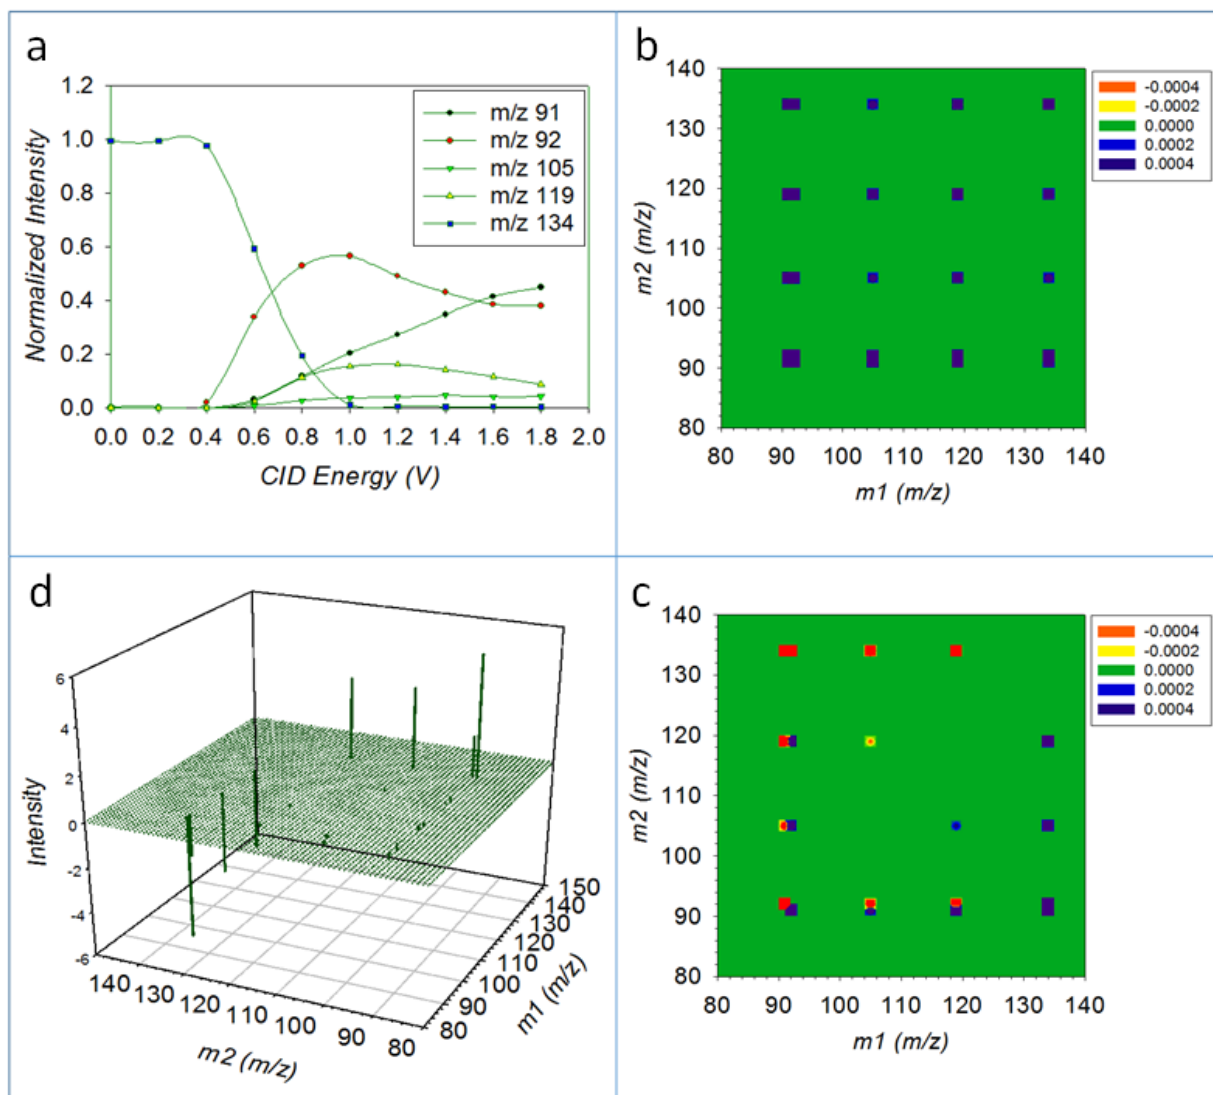 a
1.2
1.0
0.8
0.6
0.4
0.2
0.0
Normalized Intensity
0.0 0.2 0.4 0.6 0.8 1.0 1.2 1.4 1.6 1.8 2.0
CID Energy (V)
m/z 91
m/z 92
m/z 105
m/z 119
m/z 134
b
140
130
120
110
100
90
80
m2 (m/z)
80 90 100 110 120 130 140
m1 (m/z)
-0.0004
-0.0002
0.0000
0.0002
0.0004
d
6
4
2
0
-2
-4
-6
Intensity
140 130 120 110 100 90 80
m2 (m/z)
150
140
130
120
110
100
90
80
m1 (m/z)
c
140
130
120
110
100
90
80
m2 (m/z)
80 90 100 110 120 130 140
m1 (m/z)
-0.0004
-0.0002
0.0000
0.0002
0.0004